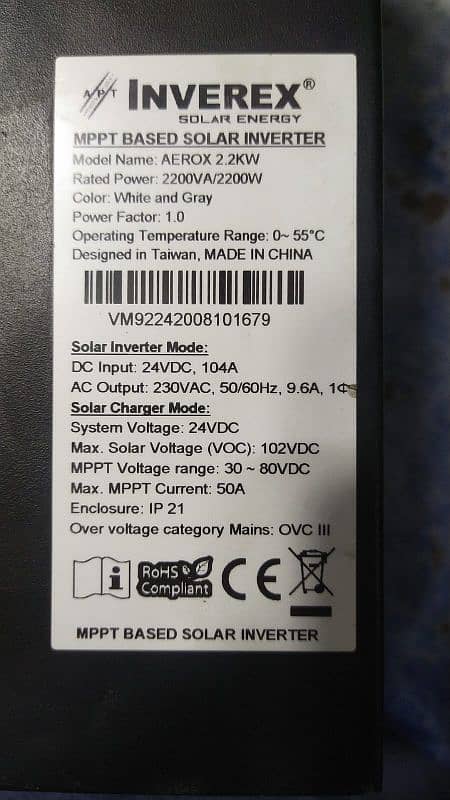 APT INVEREX®
SOLAR ENERGY
MPPT BASED SOLAR INVERTER
Model Name: AEROX 2.2KW
Rated Power: 2200VA/2200W
Color: White and Gray
Power Factor: 1.0
Operating Temperature Range: 0~ 55°C
Designed in Taiwan, MADE IN CHINA
VM92242008101679
Solar Inverter Mode:
DC Input: 24VDC, 104A
AC Output: 230VAC, 50/60Hz, 9.6A, 1Φ
Solar Charger Mode:
System Voltage: 24VDC
Max. Solar Voltage (VOC): 102VDC
MPPT Voltage range: 30 ~ 80VDC
Max. MPPT Current: 50A
Enclosure: IP 21
Over voltage category Mains: OVC III
i RoHS Compliant CE
MPPT BASED SOLAR INVERTER